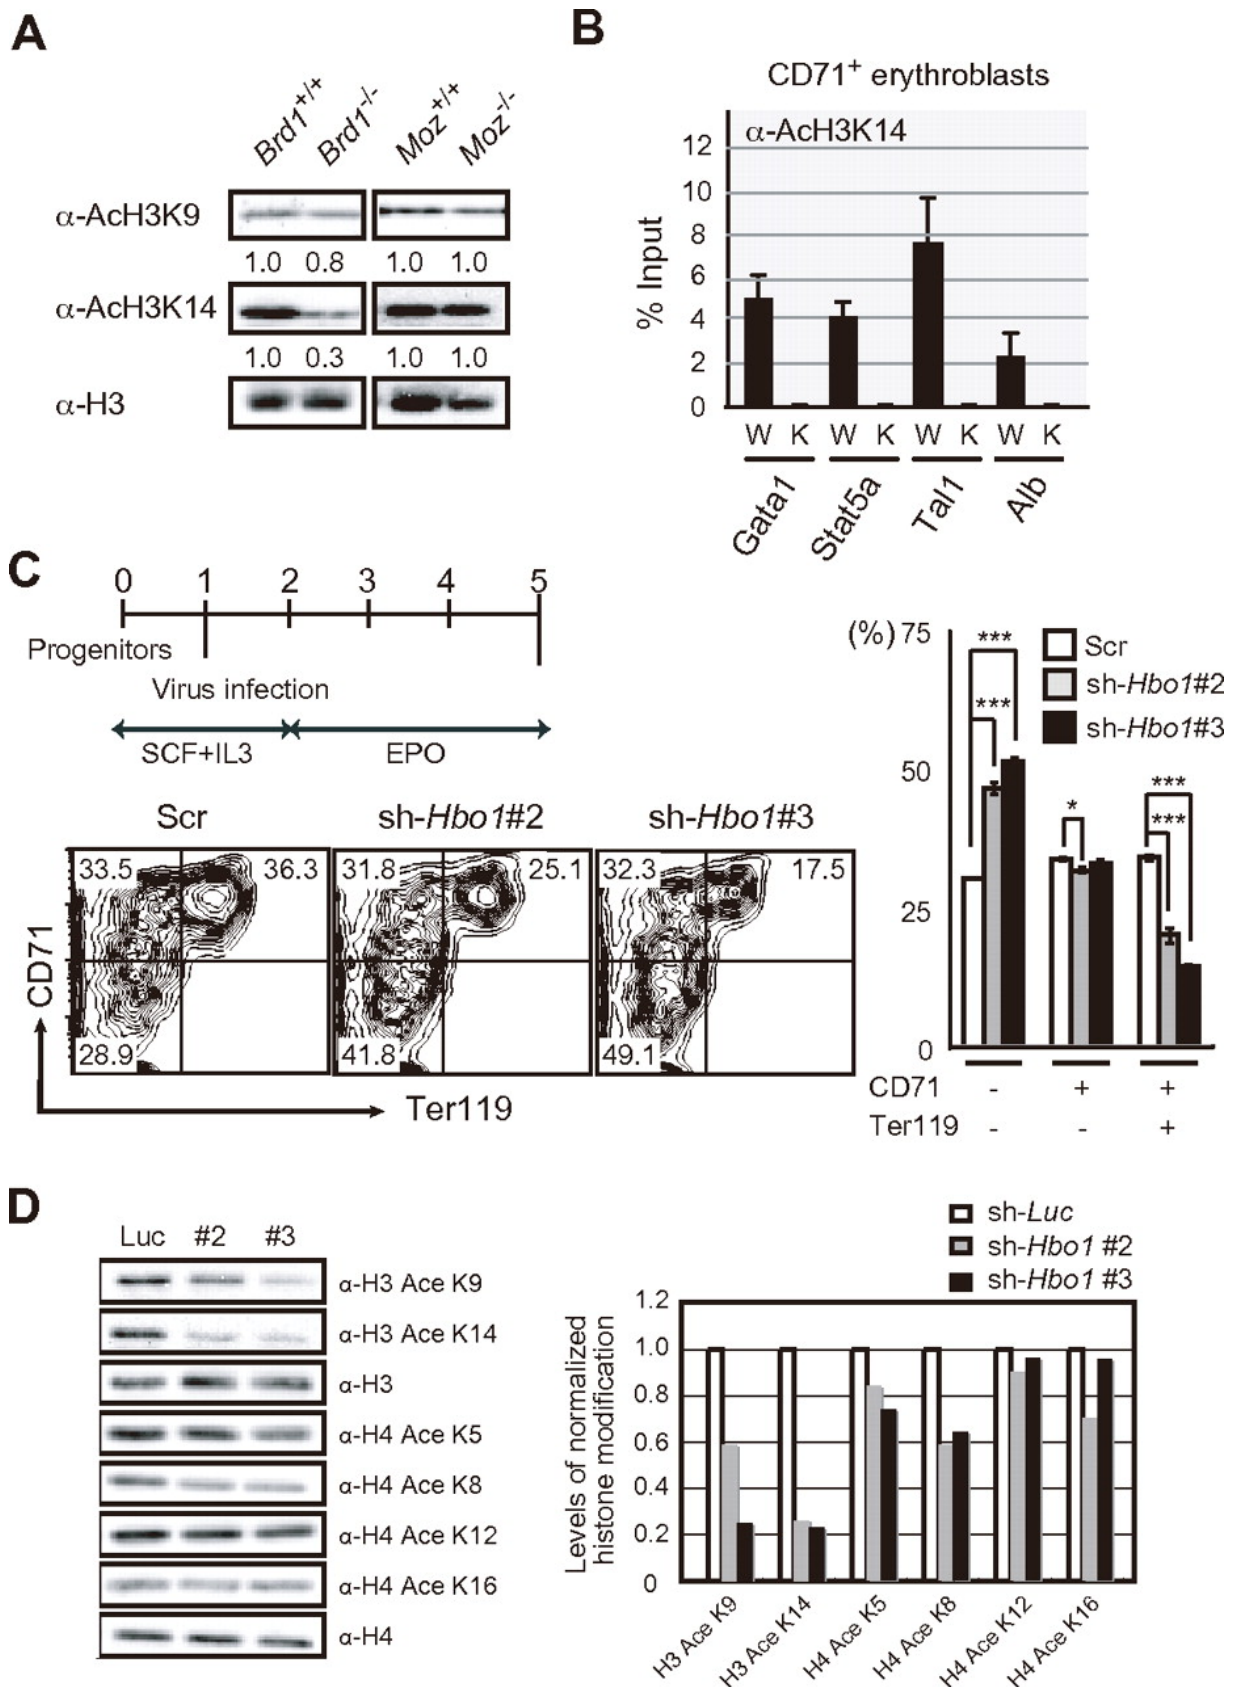 A
Brd1+/+ Brd1-/- Moz+/+ Moz-/-
α-AcH3K9
1.0 0.8 1.0 1.0
α-AcH3K14
1.0 0.3 1.0 1.0
α-H3
B
CD71+ erythroblasts
α-AcH3K14
% Input
12
10
8
6
4
2
0
W K W K W K W K
Gata1 Stat5a Tal1 Alb
C
0 1 2 3 4 5
Progenitors
Virus infection
SCF+IL3 EPO
Scr sh-Hbo1#2 sh-Hbo1#3
33.5 36.3 31.8 25.1 32.3 17.5
28.9 41.8 49.1
CD71
Ter119
(%) 75
50
25
0
Scr
sh-Hbo1#2
sh-Hbo1#3
*** *** * *** ***
CD71 - + +
Ter119 - - +
D
Luc #2 #3
α-H3 Ace K9
α-H3 Ace K14
α-H3
α-H4 Ace K5
α-H4 Ace K8
α-H4 Ace K12
α-H4 Ace K16
α-H4
sh-Luc
sh-Hbo1 #2
sh-Hbo1 #3
Levels of normalized
histone modification
1.2
1.0
0.8
0.6
0.4
0.2
0
H3 Ace K9 H3 Ace K14 H4 Ace K5 H4 Ace K8 H4 Ace K12 H4 Ace K16